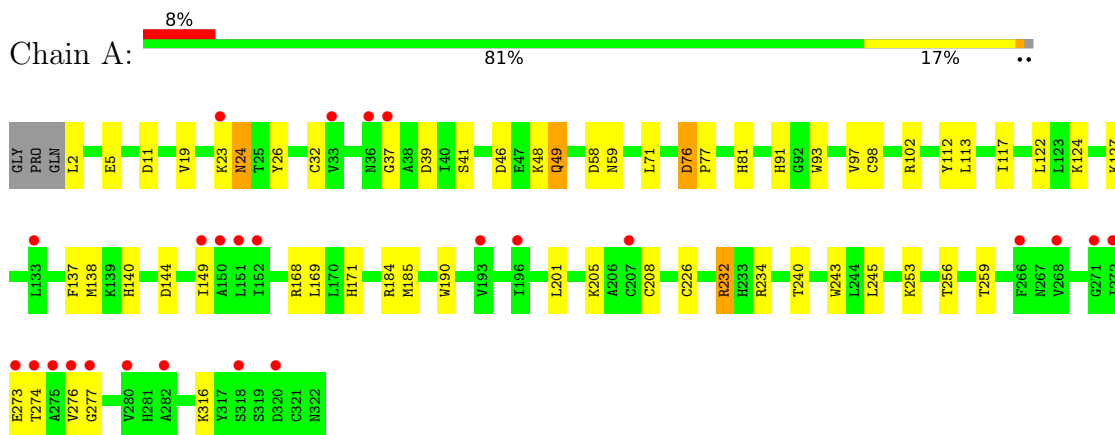 8%
Chain A:
81% 17% ••
GLY PRO GLN L2 E5 D11 V19 K23 N24 T25 Y26 C32 V33 N36 G37 A38 D39 I40 S41 D46 E47 K48 Q49 D58 N59 L71 D76 P77 H81 H91 G92 W93 V97 C98 R102 Y112 L113 I117 L122 L123 K124
L133 F137 M138 K139 H140 D144 I149 A150 L151 I152 R168 L169 L170 H171 R184 M185 W190 V193 I196 L201 K205 A206 C207 C208 C226 R232 H233 R234 T240 W243 L244 L245 K253 T256 T259 F266 N267 V268 G271
E273 T274 A275 V276 G277 V280 H281 A282 K316 Y317 S318 S319 D320 C321 N322